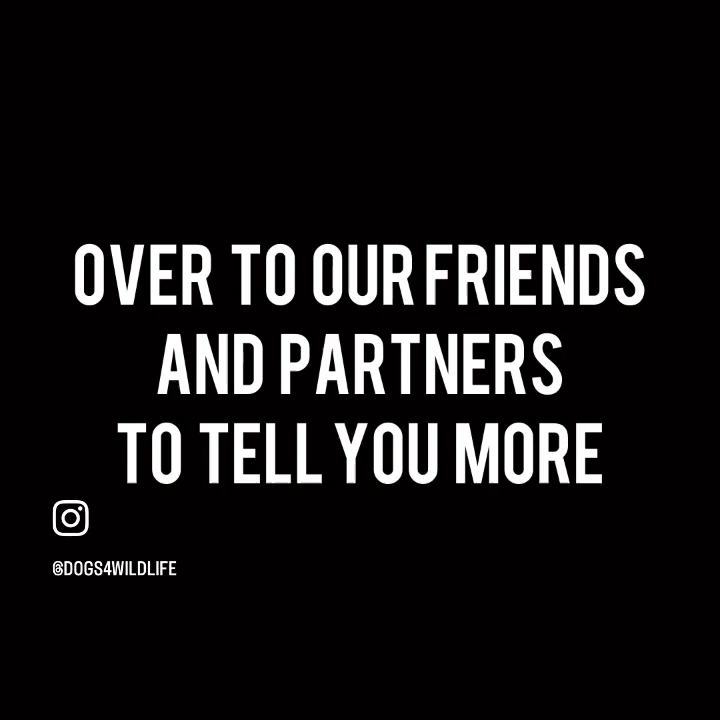 OVER TO OUR FRIENDS
AND PARTNERS
TO TELL YOU MORE
@DOGS4WILDLIFE